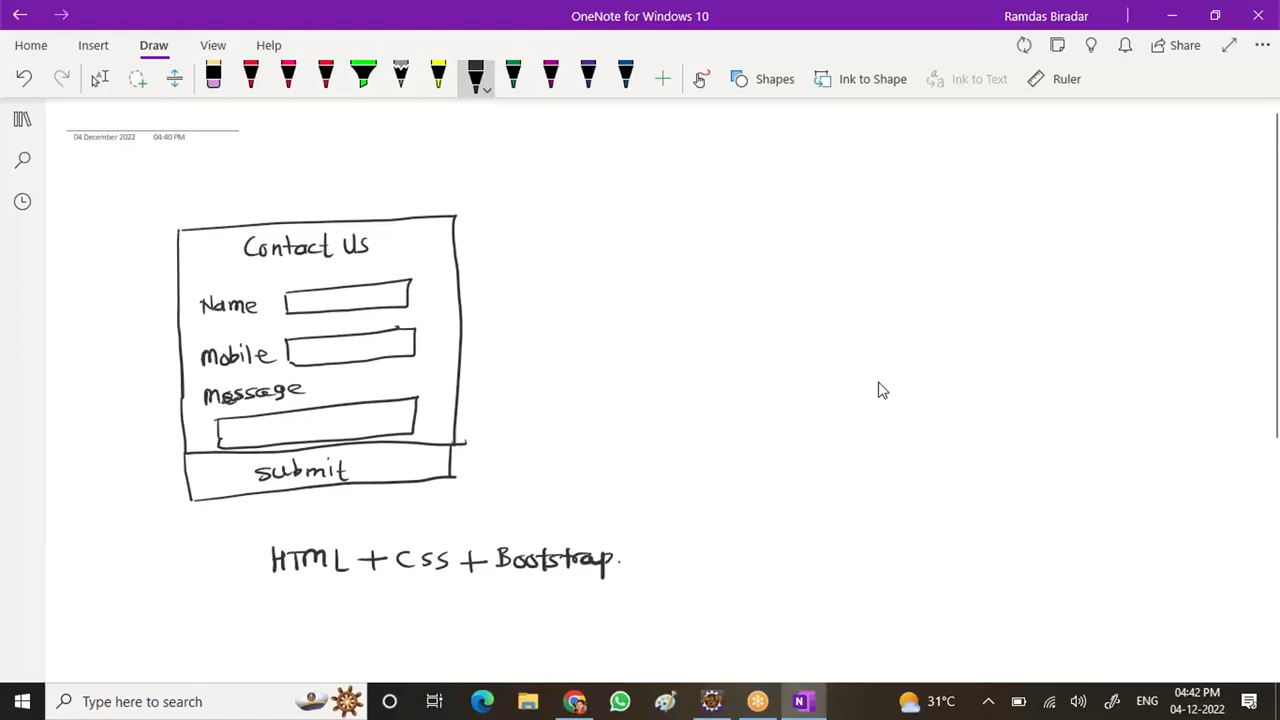 OneNote for Windows 10
Ramdas Biradar
Home Insert Draw View Help
Share
Shapes Ink to Shape Ink to Text Ruler
04 December 2022 04:40 PM
Contact Us
Name
Mobile
Message
submit
HTML + CSS + Bootstrap.
Type here to search
31°C
ENG
04:42 PM
04-12-2022